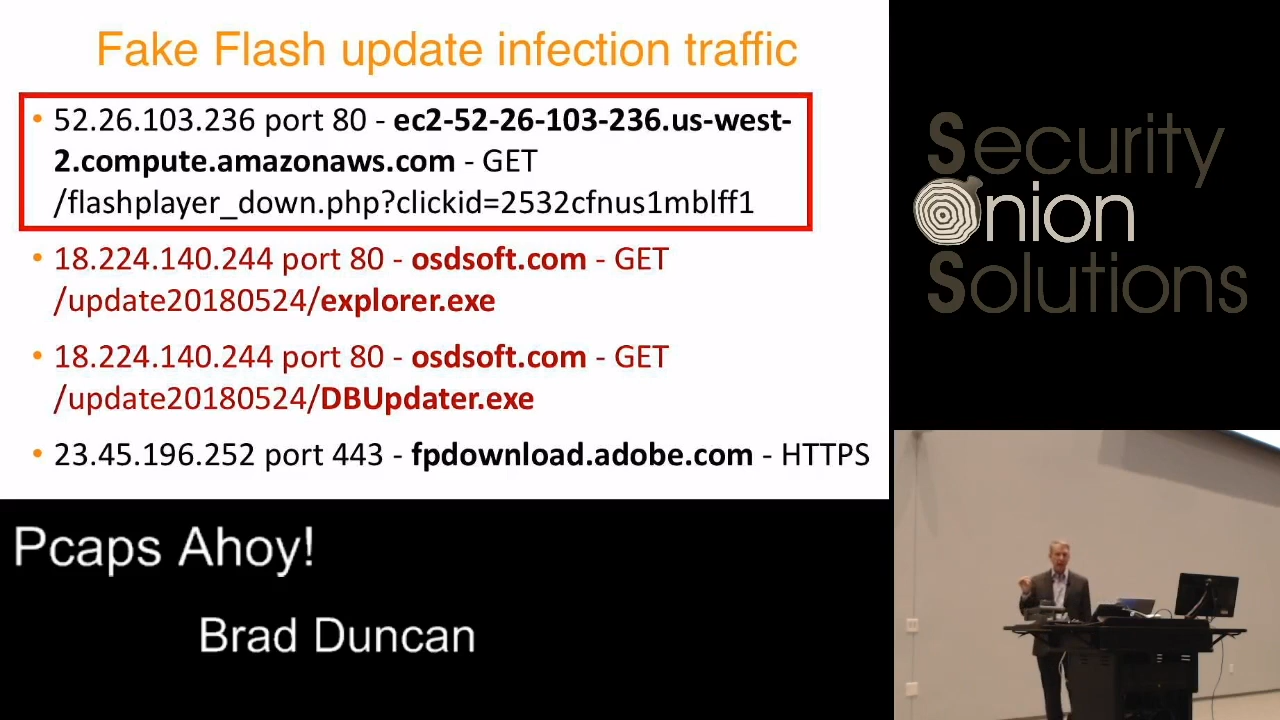 Fake Flash update infection traffic
• 52.26.103.236 port 80 - ec2-52-26-103-236.us-west-
2.compute.amazonaws.com - GET
/flashplayer_down.php?clickid=2532cfnus1mblff1
• 18.224.140.244 port 80 - osdsoft.com - GET
/update20180524/explorer.exe
• 18.224.140.244 port 80 - osdsoft.com - GET
/update20180524/DBUpdater.exe
• 23.45.196.252 port 443 - fpdownload.adobe.com - HTTPS
Security
Onion
Solutions
Pcaps Ahoy!
Brad Duncan